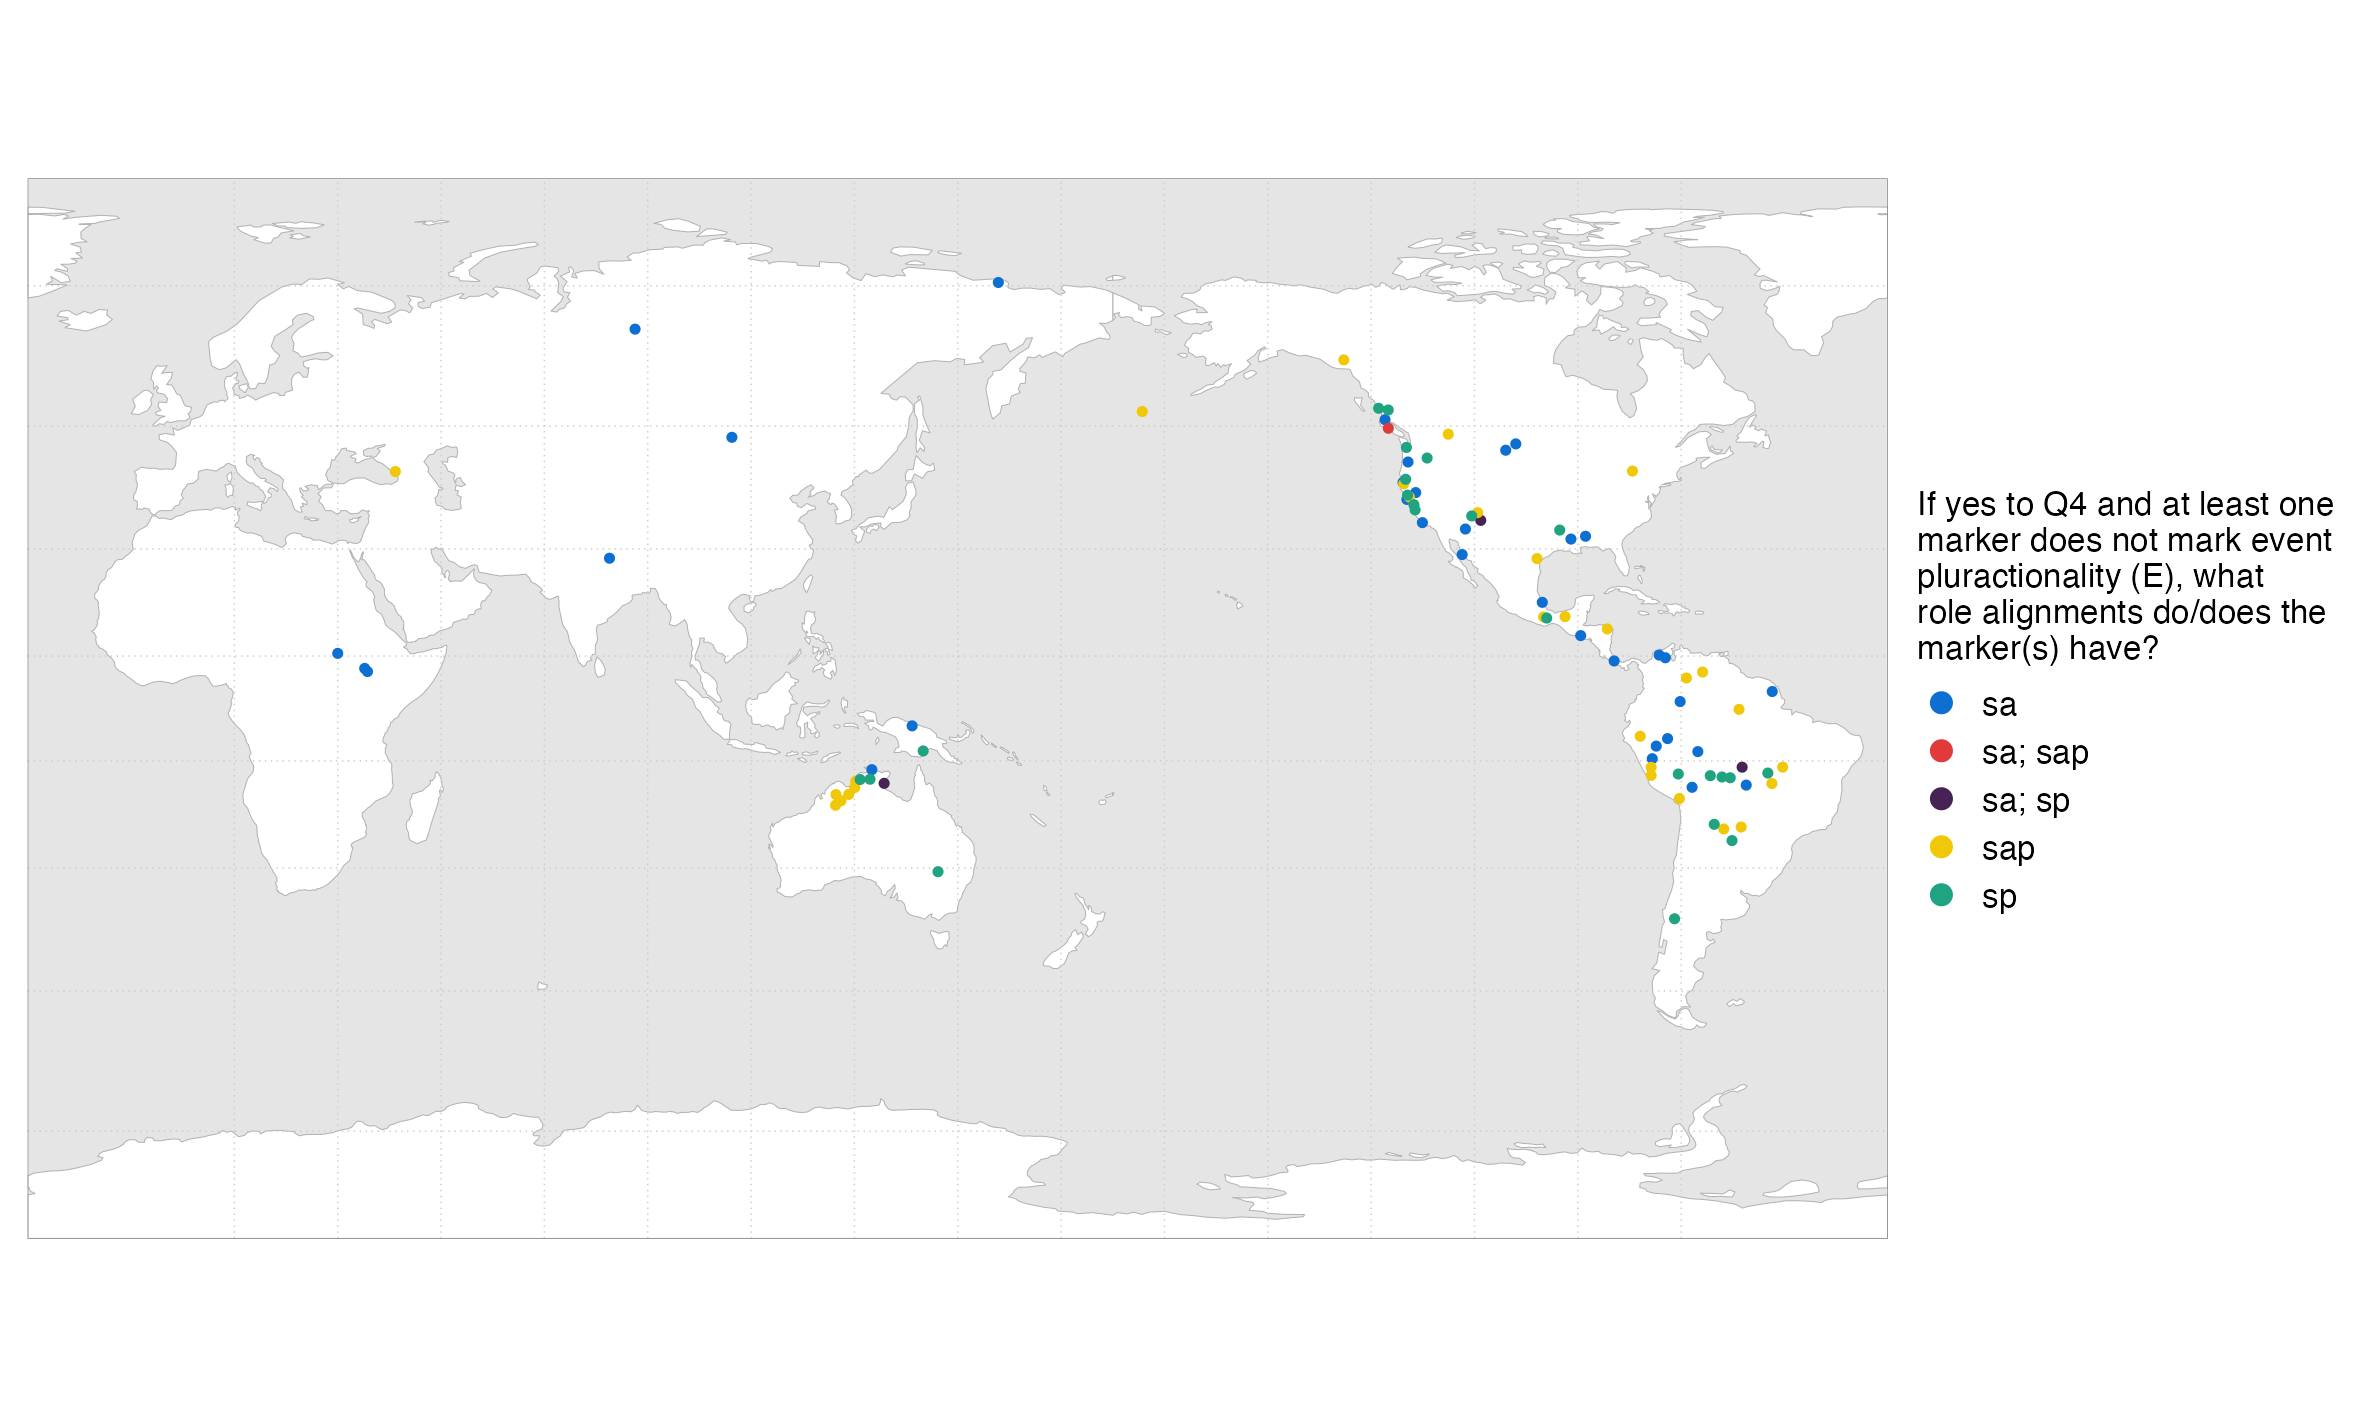 If yes to Q4 and at least one
marker does not mark event
pluractionality (E), what
role alignments do/does the
marker(s) have?
sa
sa; sap
sa; sp
sap
sp